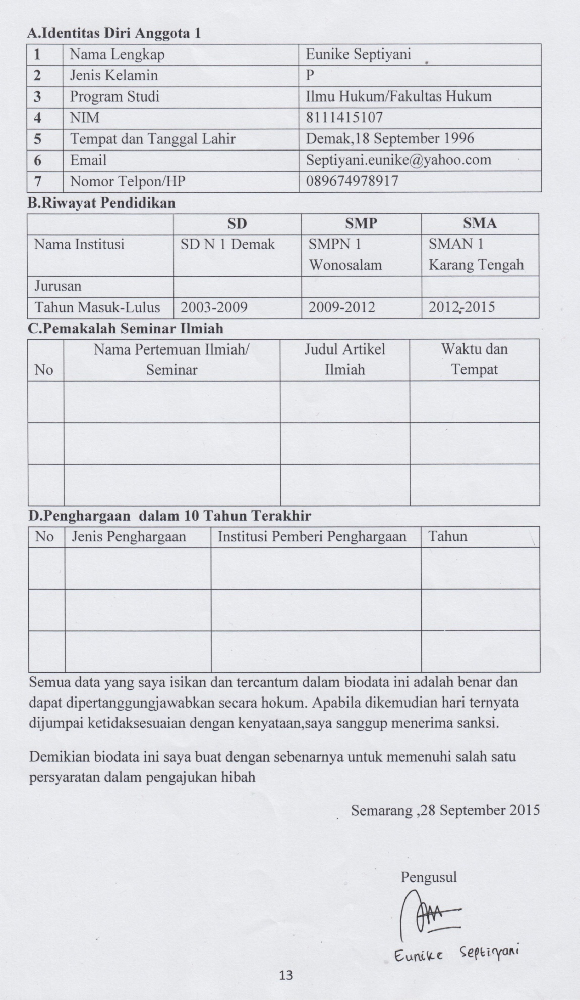 A.Identitas Diri Anggota 1
1 Nama Lengkap Eunike Septiyani
2 Jenis Kelamin P
3 Program Studi Ilmu Hukum/Fakultas Hukum
4 NIM 8111415107
5 Tempat dan Tanggal Lahir Demak,18 September 1996
6 Email Septiyani.eunike@yahoo.com
7 Nomor Telpon/HP 089674978917
B.Riwayat Pendidikan
SD SMP SMA
Nama Institusi SD N 1 Demak SMPN 1 SMAN 1
Wonosalam Karang Tengah
Jurusan
Tahun Masuk-Lulus 2003-2009 2009-2012 2012-2015
C.Pemakalah Seminar Ilmiah
Nama Pertemuan Ilmiah/ Judul Artikel Waktu dan
No Seminar Ilmiah Tempat
D.Penghargaan dalam 10 Tahun Terakhir
No Jenis Penghargaan Institusi Pemberi Penghargaan Tahun
Semua data yang saya isikan dan tercantum dalam biodata ini adalah benar dan
dapat dipertanggungjawabkan secara hokum. Apabila dikemudian hari ternyata
dijumpai ketidaksesuaian dengan kenyataan,saya sanggup menerima sanksi.
Demikian biodata ini saya buat dengan sebenarnya untuk memenuhi salah satu
persyaratan dalam pengajukan hibah
Semarang ,28 September 2015
Pengusul
Eunike Septiyani
13